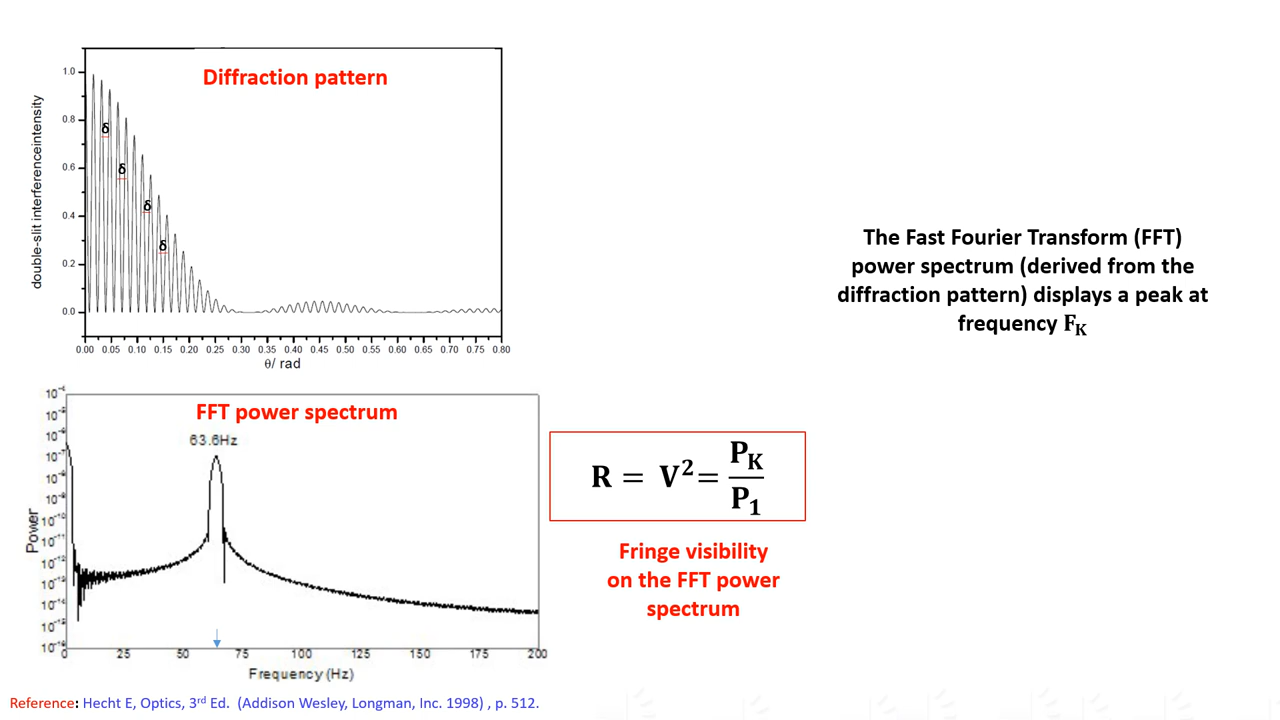 Diffraction pattern
double-slit interferenceintensity
1.0
0.8
0.6
0.4
0.2
0.0
δ
δ
δ
δ
0.00 0.05 0.10 0.15 0.20 0.25 0.30 0.35 0.40 0.45 0.50 0.55 0.60 0.65 0.70 0.75 0.80
θ/ rad
The Fast Fourier Transform (FFT)
power spectrum (derived from the
diffraction pattern) displays a peak at
frequency F_K
FFT power spectrum
63.6Hz
Power
10⁻⁴
10⁻⁵
10⁻⁶
10⁻⁷
10⁻⁸
10⁻⁹
10⁻¹⁰
10⁻¹¹
10⁻¹²
10⁻¹³
10⁻¹⁴
10⁻¹⁵
10⁻¹⁶
0 25 50 75 100 125 150 175 200
Frequency (Hz)
R = V² = P_K / P_1
Fringe visibility
on the FFT power
spectrum
Reference: Hecht E, Optics, 3rd Ed. (Addison Wesley, Longman, Inc. 1998) , p. 512.